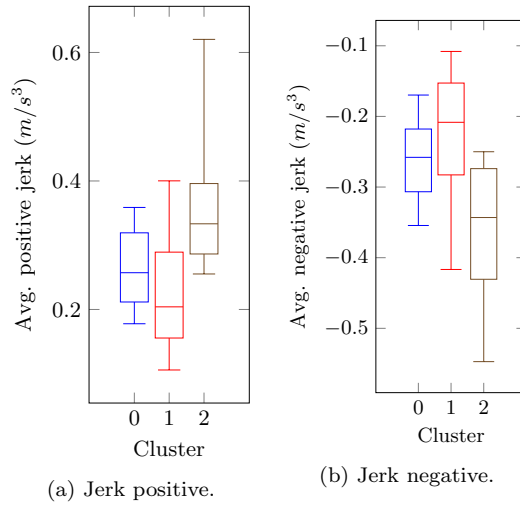 0.6
0.4
0.2
Avg. positive jerk (m/s³)
0 1 2
Cluster
(a) Jerk positive.
−0.1
−0.2
−0.3
−0.4
−0.5
Avg. negative jerk (m/s³)
0 1 2
Cluster
(b) Jerk negative.